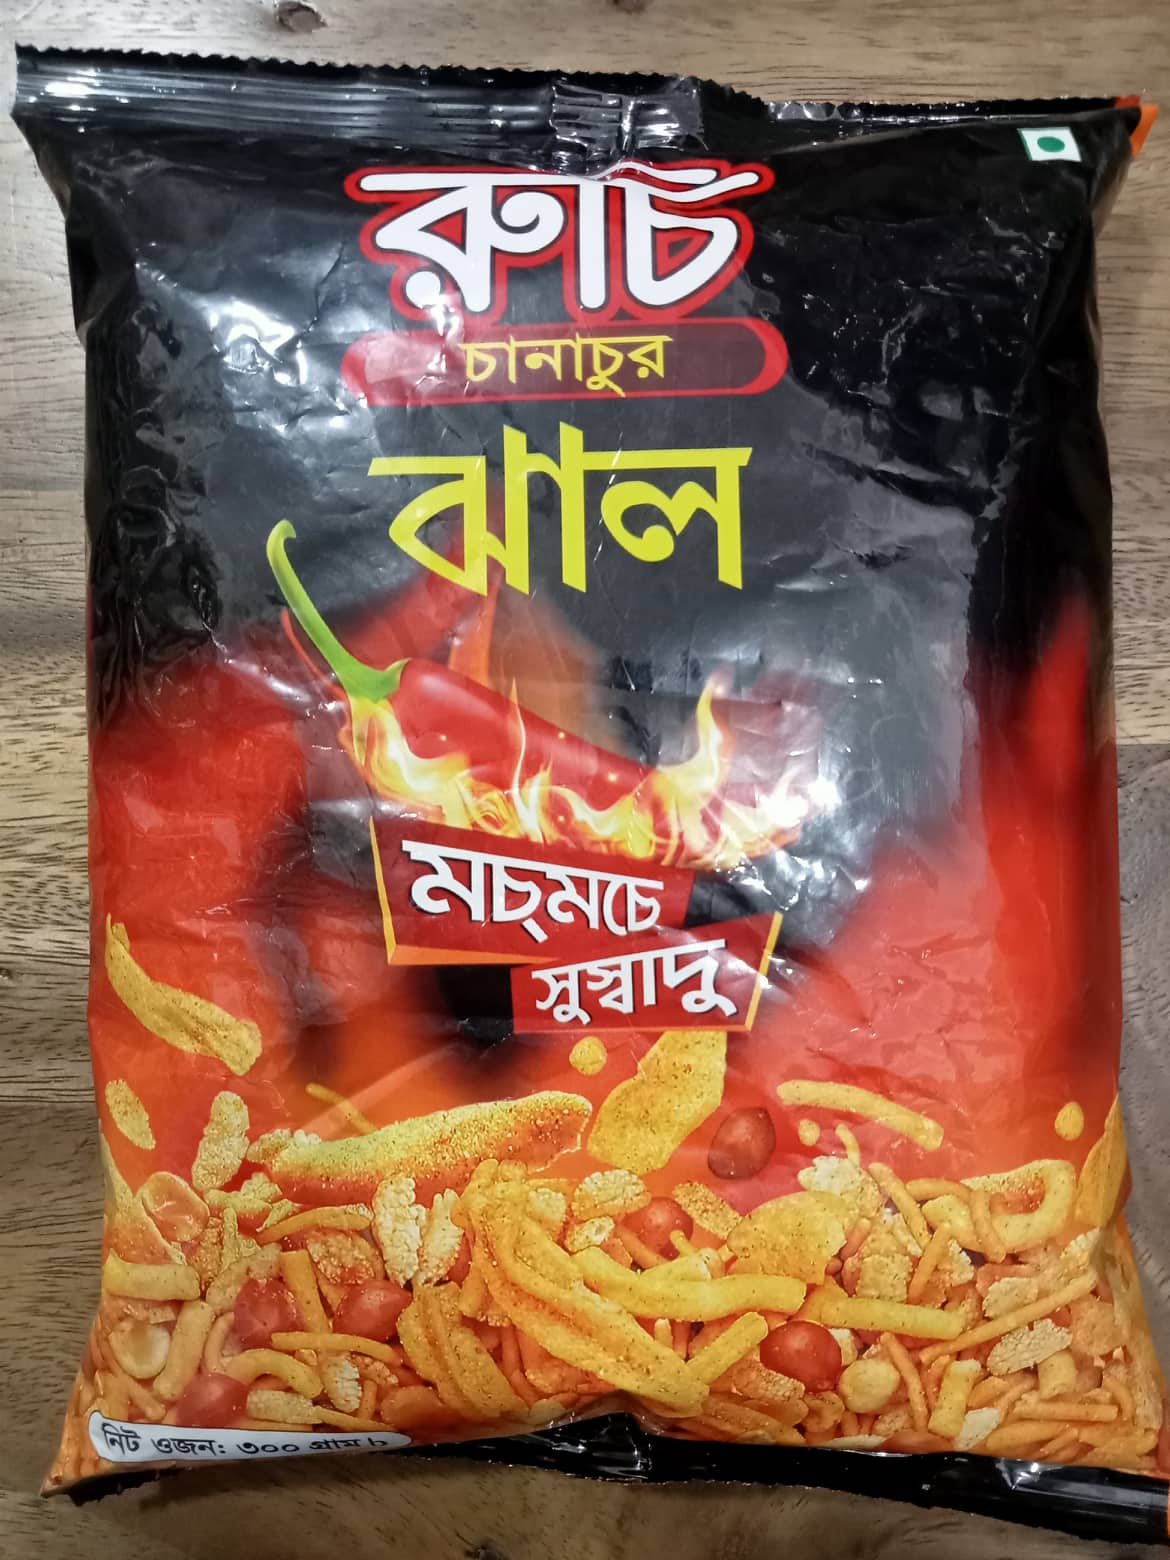 রুচি
চানাচুর
ঝাল
মচ্‌মচে
সুস্বাদু
নিট ওজন: ৩০০ গ্রাম